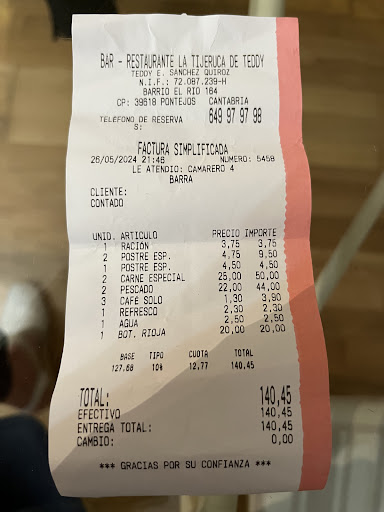 BAR - RESTAURANTE LA TIJERUCA DE TEDDY
TEDDY E. SANCHEZ QUIROZ
N.I.F.: 72.087.239-H
BARRIO EL RIO 164
CP: 39618 PONTEJOS CANTABRIA
TELEFONO DE RESERVA 649 97 97 98
S:
FACTURA SIMPLIFICADA
26/05/2024 21:46 NUMERO: 5458
LE ATENDIO: CAMARERO 4
BARRA
CLIENTE:
CONTADO
UNID. ARTICULO PRECIO IMPORTE
1 RACIÓN 3,75 3,75
2 POSTRE ESP. 4,75 9,50
1 POSTRE ESP. 4,50 4,50
2 CARNE ESPECIAL 25,00 50,00
2 PESCADO 22,00 44,00
3 CAFÉ SOLO 1,30 3,90
1 REFRESCO 2,30 2,30
1 AGUA 2,50 2,50
1 BOT. RIOJA 20,00 20,00
BASE TIPO CUOTA TOTAL
127.68 10% 12,77 140,45
TOTAL: 140,45
EFECTIVO 140,45
ENTREGA TOTAL: 140,45
CAMBIO: 0,00
*** GRACIAS POR SU CONFIANZA ***